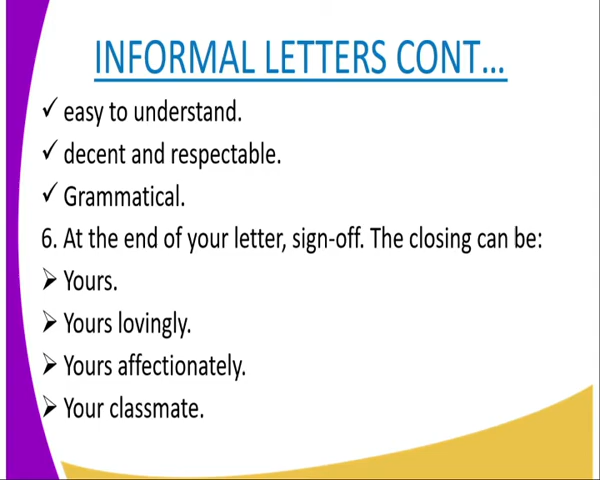 INFORMAL LETTERS CONT...
✓ easy to understand.
✓ decent and respectable.
✓ Grammatical.
6. At the end of your letter, sign-off. The closing can be:
➢ Yours.
➢ Yours lovingly.
➢ Yours affectionately.
➢ Your classmate.